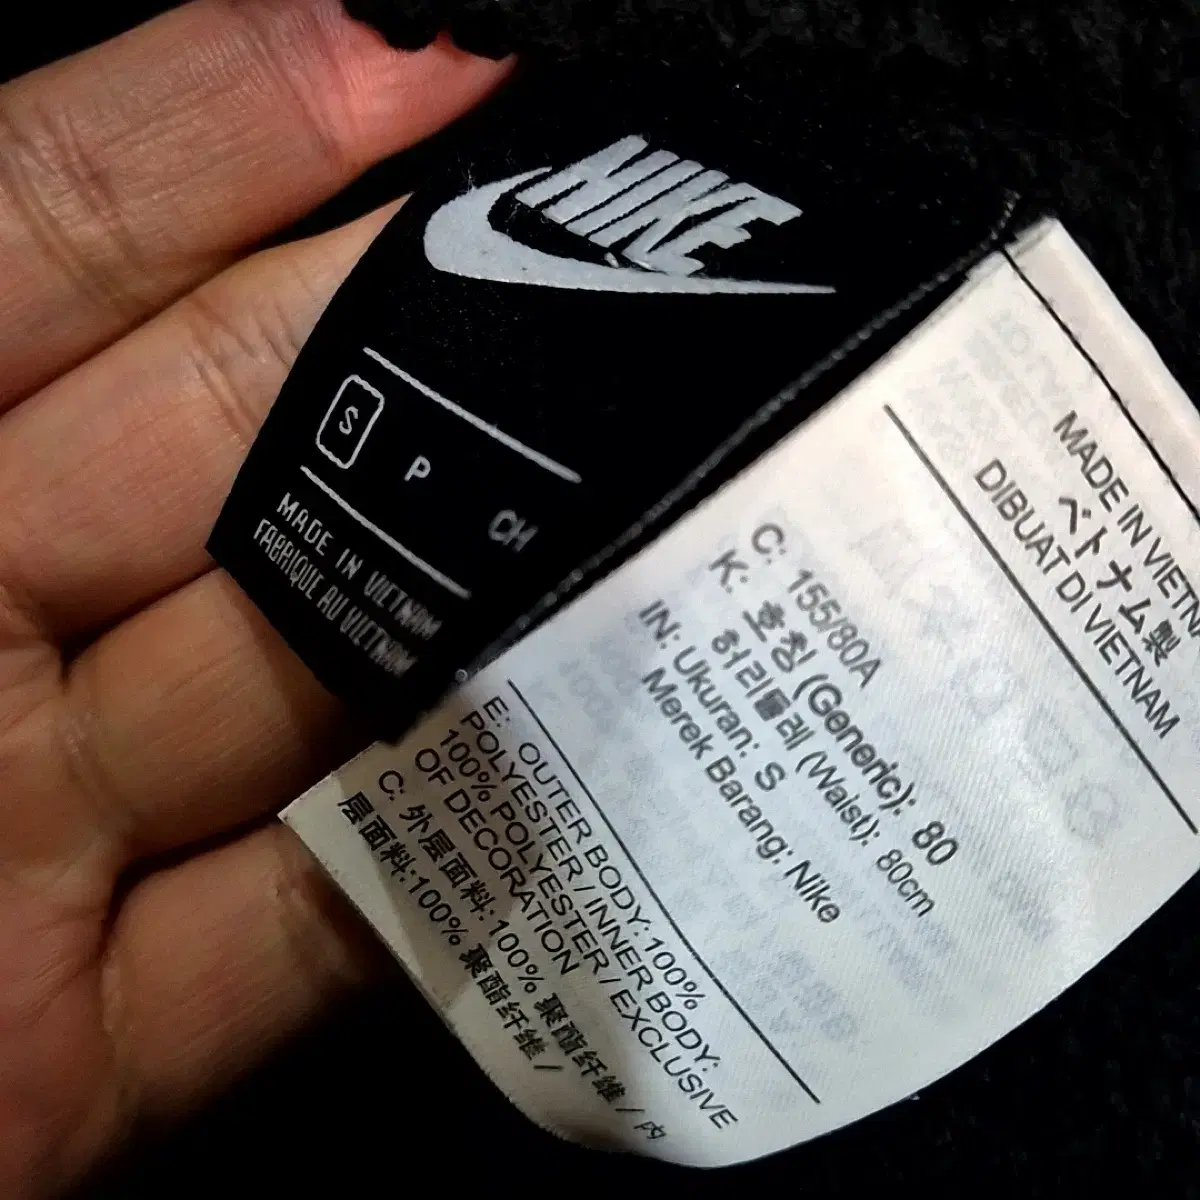 NIKE
S P CH
MADE IN VIETNAM
FABRIQUE AU VIETNAM
MADE IN VIETN
ベトナム製
DIBUAT DI VIETNAM
C: 155/80A
K: 호칭 (Generic): 80
허리둘레 (Waist): 80cm
IN: Ukuran: S
Merek Barang: Nike
E: OUTER BODY: 100%
POLYESTER / INNER BODY:
100% POLYESTER / EXCLUSIVE
OF DECORATION
C: 外层面料: 100% 聚酯纤维 / 内
层面料:100% 聚酯纤维 /